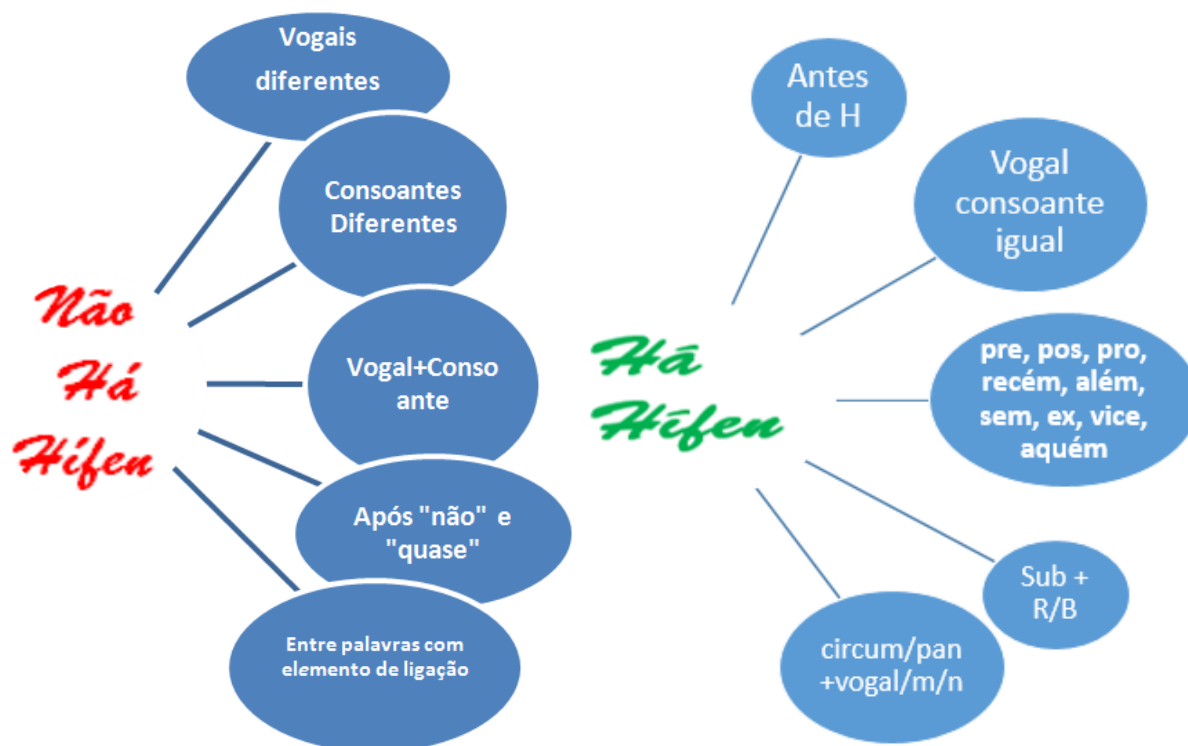 Não
Há
Hífen
Vogais
diferentes
Consoantes
Diferentes
Vogal+Conso
ante
Após "não" e
"quase"
Entre palavras com
elemento de ligação
Há
Hífen
Antes
de H
Vogal
consoante
igual
pre, pos, pro,
recém, além,
sem, ex, vice,
aquém
Sub +
R/B
circum/pan
+vogal/m/n